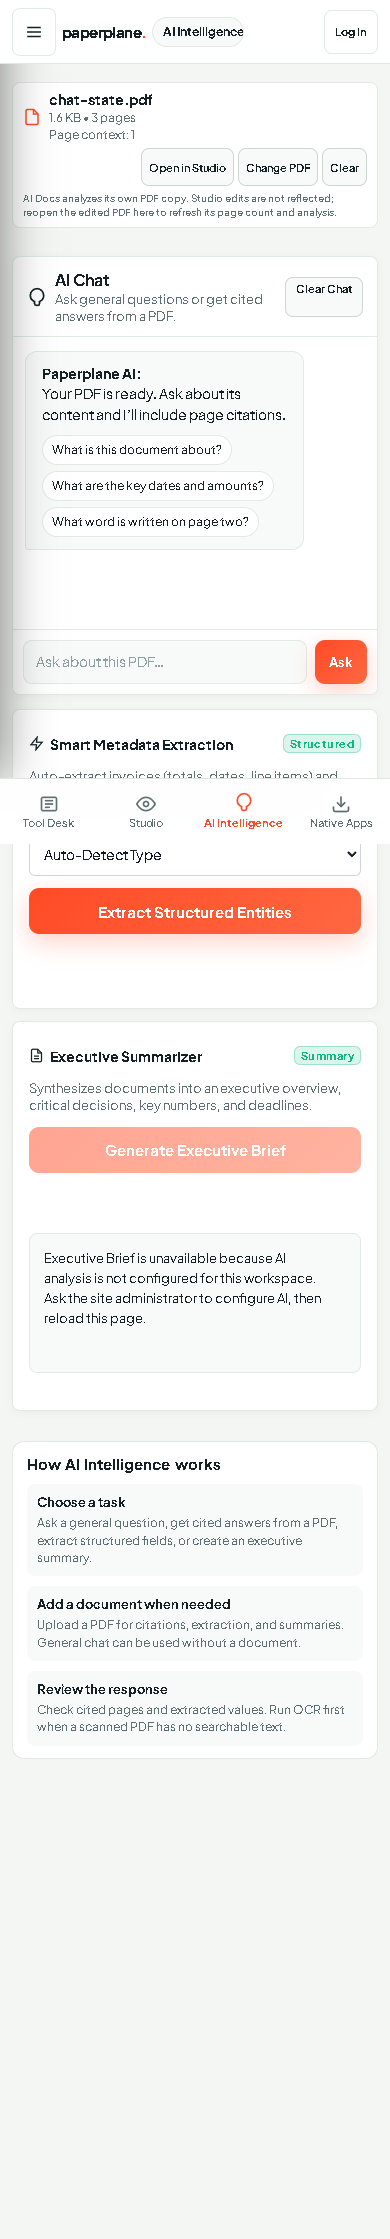 paperplane.
AI Intelligence
Log In
chat-state.pdf
1.6 KB • 3 pages
Page context: 1
Open in Studio
Change PDF
Clear
AI Docs analyzes its own PDF copy. Studio edits are not reflected;
reopen the edited PDF here to refresh its page count and analysis.
AI Chat
Ask general questions or get cited
answers from a PDF.
Clear Chat
Paperplane AI:
Your PDF is ready. Ask about its
content and I'll include page citations.
What is this document about?
What are the key dates and amounts?
What word is written on page two?
Ask about this PDF...
Ask
Smart Metadata Extraction
Structured
Auto-extract invoices (totals, dates, line items) and
Tool Desk
Studio
AI Intelligence
Native Apps
Auto-Detect Type
Extract Structured Entities
Executive Summarizer
Summary
Synthesizes documents into an executive overview,
critical decisions, key numbers, and deadlines.
Generate Executive Brief
Executive Brief is unavailable because AI
analysis is not configured for this workspace.
Ask the site administrator to configure AI, then
reload this page.
How AI Intelligence works
Choose a task
Ask a general question, get cited answers from a PDF,
extract structured fields, or create an executive
summary.
Add a document when needed
Upload a PDF for citations, extraction, and summaries.
General chat can be used without a document.
Review the response
Check cited pages and extracted values. Run OCR first
when a scanned PDF has no searchable text.